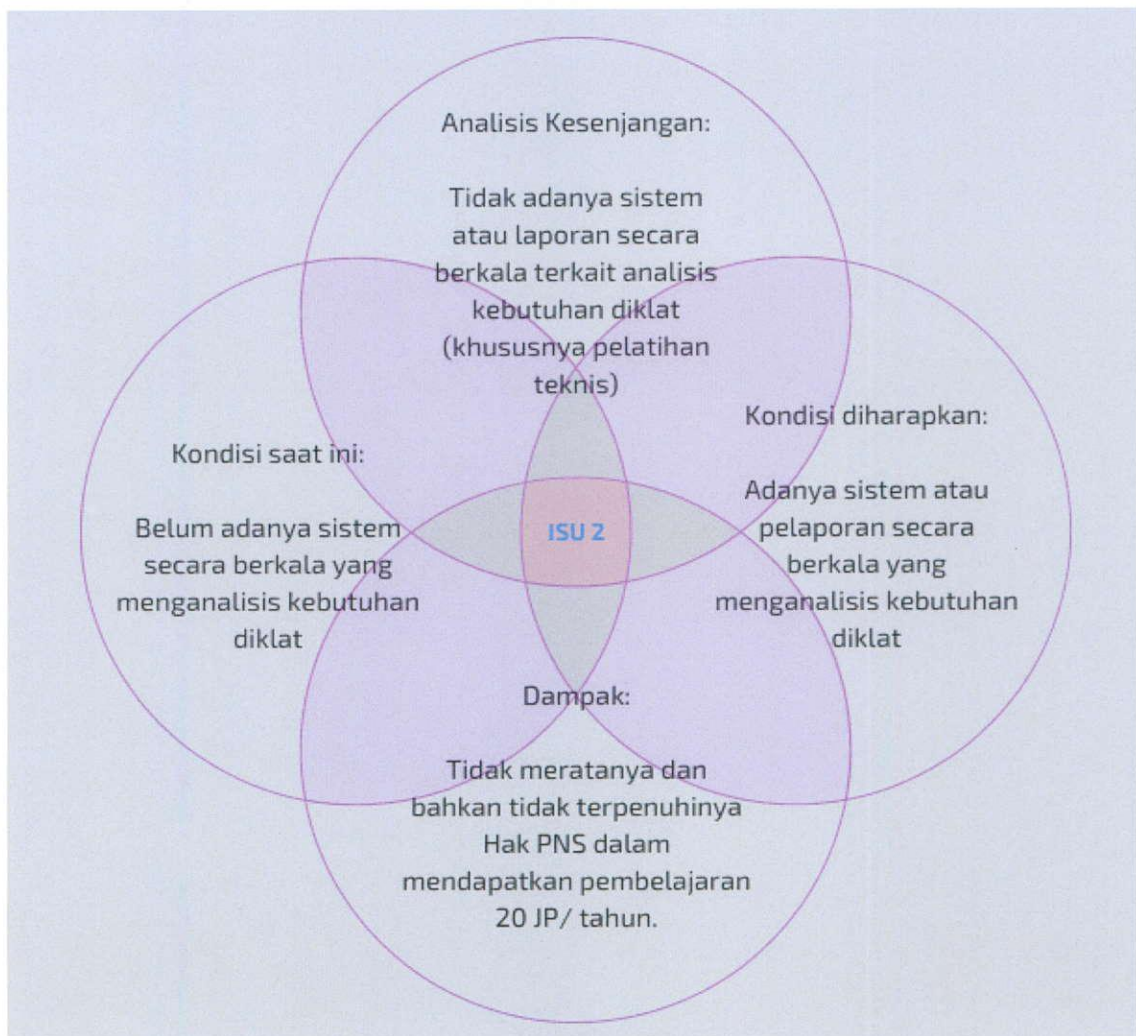 Analisis Kesenjangan:
Tidak adanya sistem
atau laporan secara
berkala terkait analisis
kebutuhan diklat
(khususnya pelatihan
teknis)
Kondisi saat ini:
Belum adanya sistem
secara berkala yang
menganalisis kebutuhan
diklat
ISU 2
Kondisi diharapkan:
Adanya sistem atau
pelaporan secara
berkala yang
menganalisis kebutuhan
diklat
Dampak:
Tidak meratanya dan
bahkan tidak terpenuhinya
Hak PNS dalam
mendapatkan pembelajaran
20 JP/ tahun.